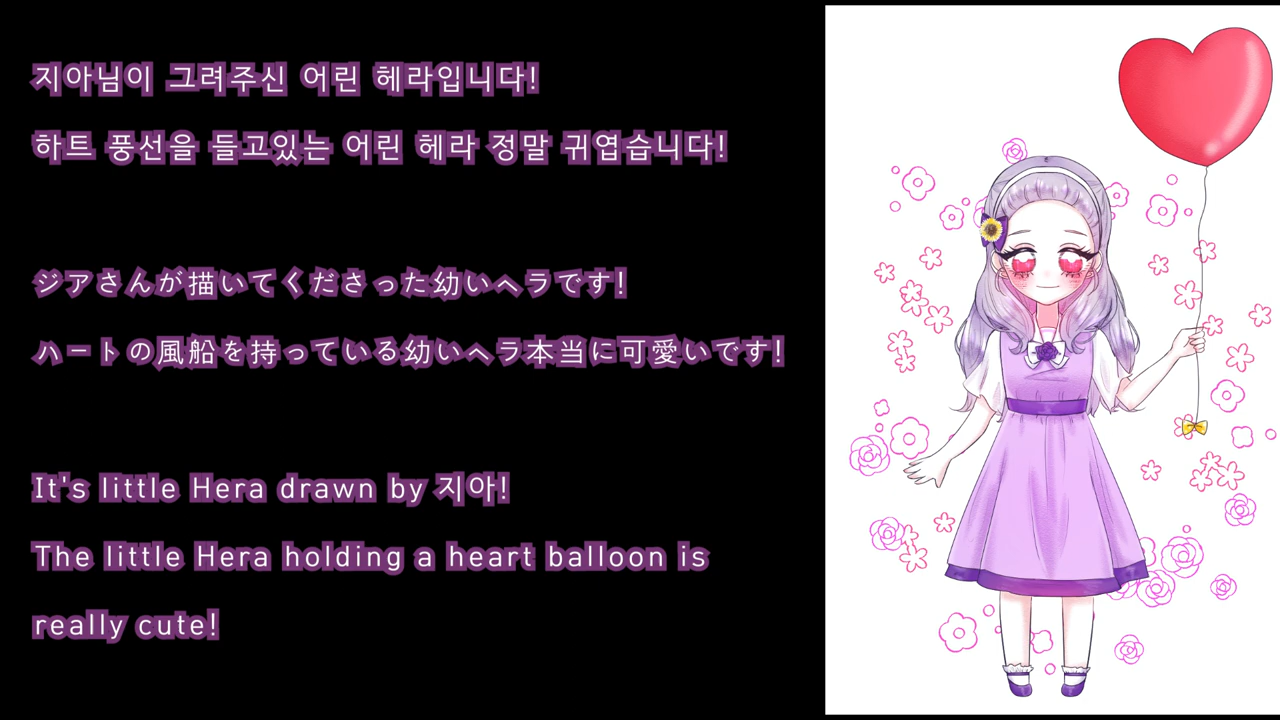 지아님이 그려주신 어린 헤라입니다!
하트 풍선을 들고있는 어린 헤라 정말 귀엽습니다!
ジアさんが描いてくださった幼いヘラです!
ハートの風船を持っている幼いヘラ本当に可愛いです!
It's little Hera drawn by 지아!
The little Hera holding a heart balloon is
really cute!